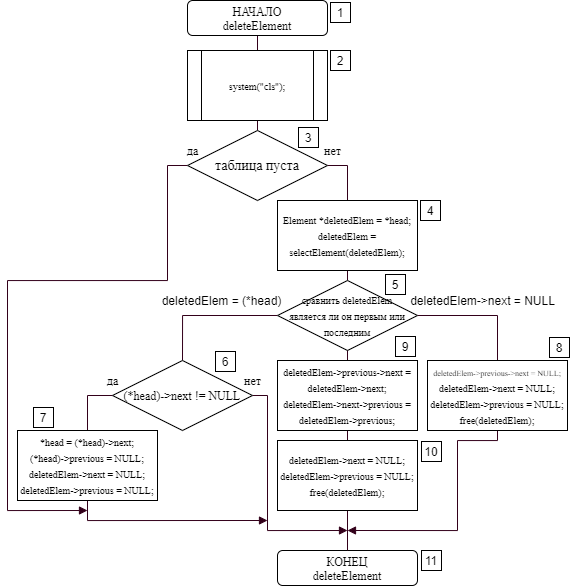 НАЧАЛО
deleteElement
1
2
system("cls");
3
да
нет
таблица пуста
4
Element *deletedElem = *head;
deletedElem =
selectElement(deletedElem);
5
deletedElem = (*head)
сравнить deletedElem
является ли он первым или
последним
deletedElem->next = NULL
6
9
8
да
(*head)->next != NULL
нет
deletedElem->previous->next =
deletedElem->next;
deletedElem->next->previous =
deletedElem->previous;
deletedElem->previous->next = NULL;
deletedElem->next = NULL;
deletedElem->previous = NULL;
free(deletedElem);
7
*head = (*head)->next;
(*head)->previous = NULL;
deletedElem->next = NULL;
deletedElem->previous = NULL;
10
deletedElem->next = NULL;
deletedElem->previous = NULL;
free(deletedElem);
11
КОНЕЦ
deleteElement